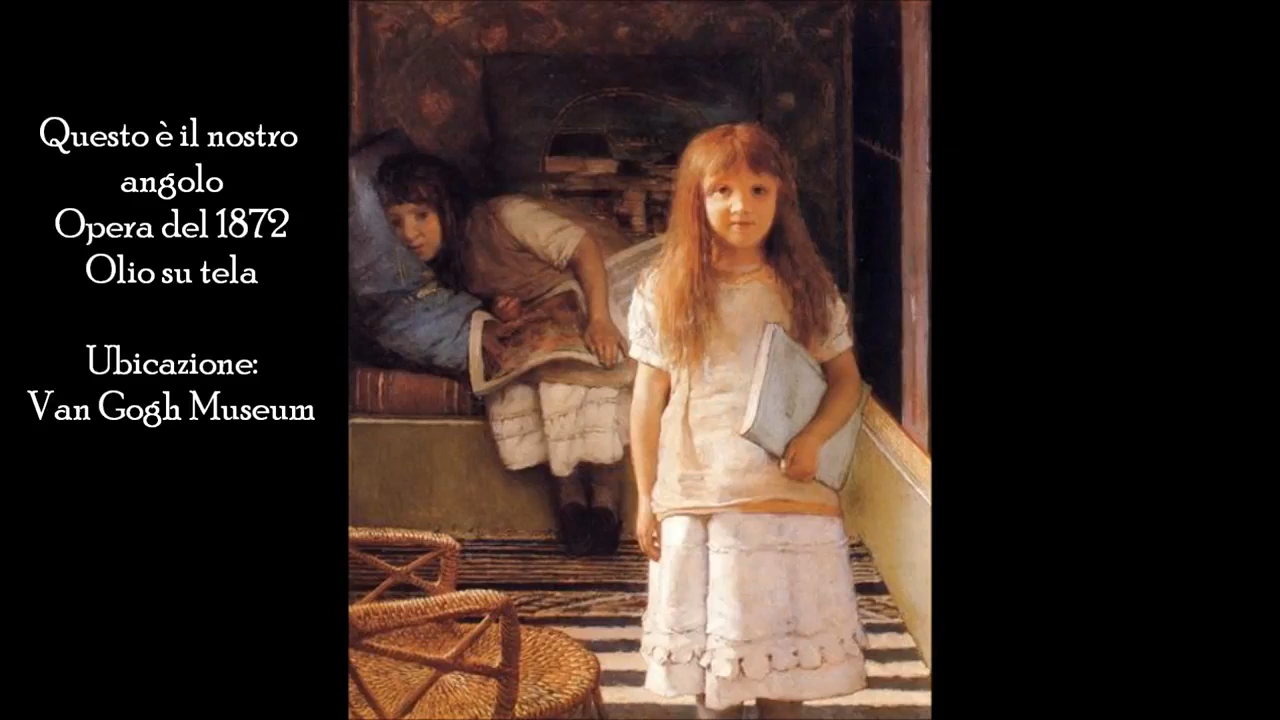 Questo è il nostro
angolo
Opera del 1872
Olio su tela
Ubicazione:
Van Gogh Museum